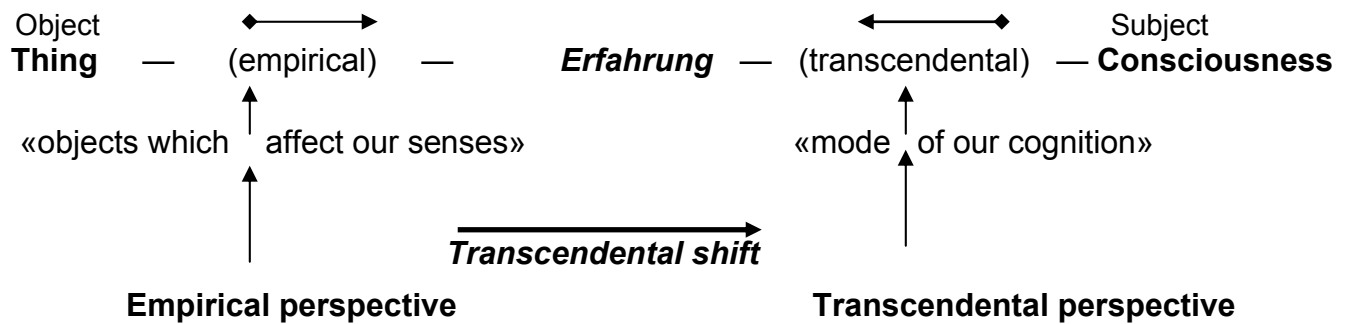 Object Subject
Thing — (empirical) — Erfahrung — (transcendental) — Consciousness
«objects which affect our senses» «mode of our cognition»
Transcendental shift
Empirical perspective Transcendental perspective